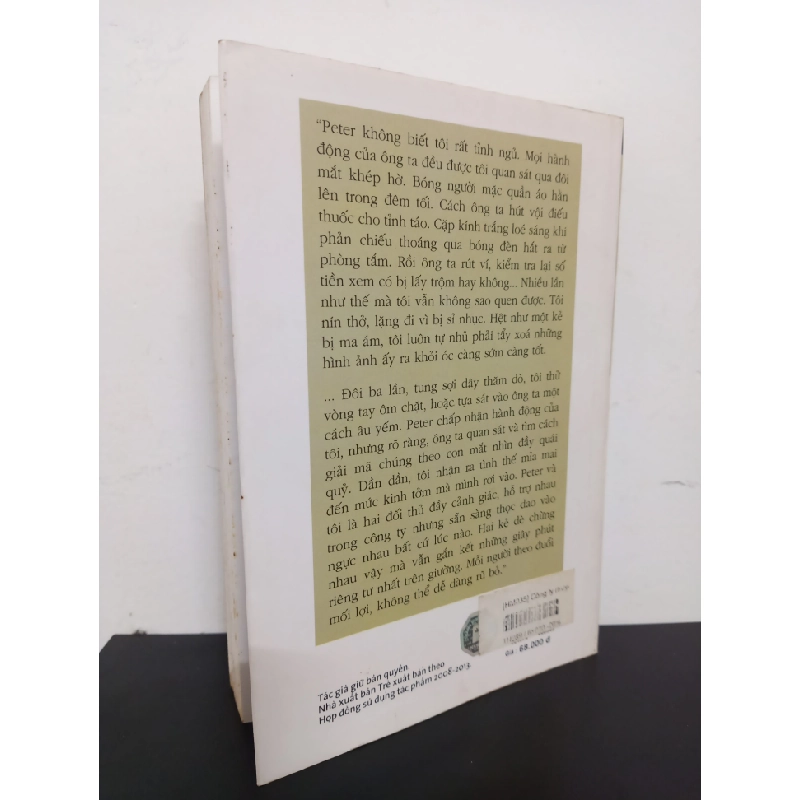 “Peter không biết tôi rất tỉnh ngủ. Mọi hành
động của ông ta đều được tôi quan sát qua đôi
mắt khép hờ. Bóng người mặc quần áo hằn
lên trong đêm tối. Cách ông ta hút vội điếu
thuốc cho tỉnh táo. Cặp kính trắng loé sáng khi
phản chiếu thoáng qua bóng đèn hắt ra từ
phòng tắm. Rồi ông ta rút ví, kiểm tra lại số
tiền xem có bị lấy trộm hay không... Nhiều lần
như thế mà tôi vẫn không sao quen được. Tôi
nín thở, lặng đi vì bị sỉ nhục. Hệt như một kẻ
bị ma ám, tôi luôn tự nhủ phải tẩy xoá những
hình ảnh ấy ra khỏi óc càng sớm càng tốt.
... Đôi ba lần, tung sợi dây thăm dò, tôi thử
vòng tay ôm chặt, hoặc tựa sát vào ông ta một
cách âu yếm. Peter chấp nhận hành động của
tôi, nhưng rõ ràng, ông ta quan sát và tìm cách
giải mã chúng theo con mắt nhìn đầy quái
quỷ. Dần dần, tôi nhận ra tình thế mỉa mai
đến mức kinh tởm mà mình rơi vào. Peter và
tôi là hai đối thủ đầy cảnh giác, hỗ trợ nhau
trong công ty nhưng sẵn sàng thọc dao vào
ngực nhau bất cứ lúc nào. Hai kẻ dè chừng
nhau vậy mà vẫn gắn kết những giây phút
riêng tư nhất trên giường. Mỗi người theo đuổi
mối lợi, không thể dễ dàng rũ bỏ.”
Tác giả giữ bản quyền.
Nhà xuất bản Trẻ xuất bản theo
Hợp đồng sử dụng tác phẩm 2008-2013
68.000 đ